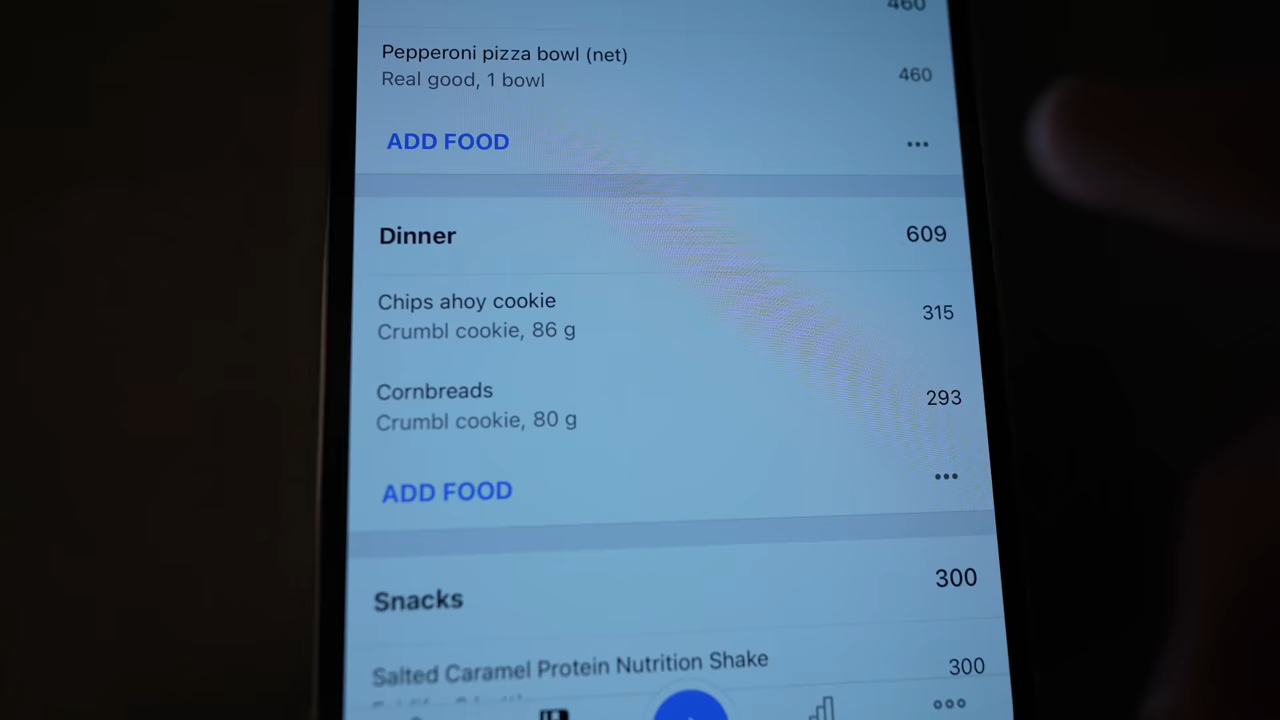 460
Pepperoni pizza bowl (net)
Real good, 1 bowl
460
ADD FOOD
Dinner
609
Chips ahoy cookie
Crumbl cookie, 86 g
315
Cornbreads
Crumbl cookie, 80 g
293
ADD FOOD
Snacks
300
Salted Caramel Protein Nutrition Shake
300